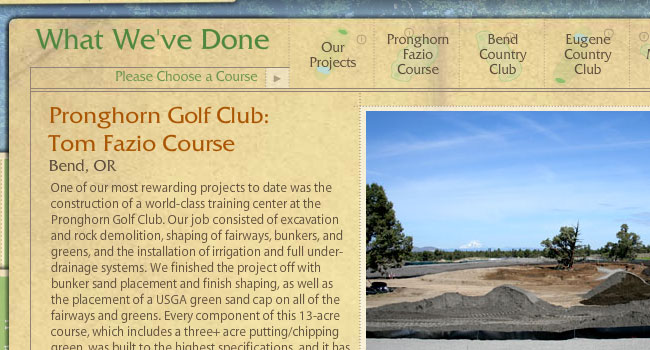 What We've Done
Please Choose a Course
Our
Projects
Pronghorn
Fazio
Course
Bend
Country
Club
Eugene
Country
Club
Pronghorn Golf Club:
Tom Fazio Course
Bend, OR
One of our most rewarding projects to date was the
construction of a world-class training center at the
Pronghorn Golf Club. Our job consisted of excavation
and rock demolition, shaping of fairways, bunkers, and
greens, and the installation of irrigation and full under-
drainage systems. We finished the project off with
bunker sand placement and finish shaping, as well as
the placement of a USGA green sand cap on all of the
fairways and greens. Every component of this 13-acre
course, which includes a three+ acre putting/chipping
green, was built to the highest specifications, and it has